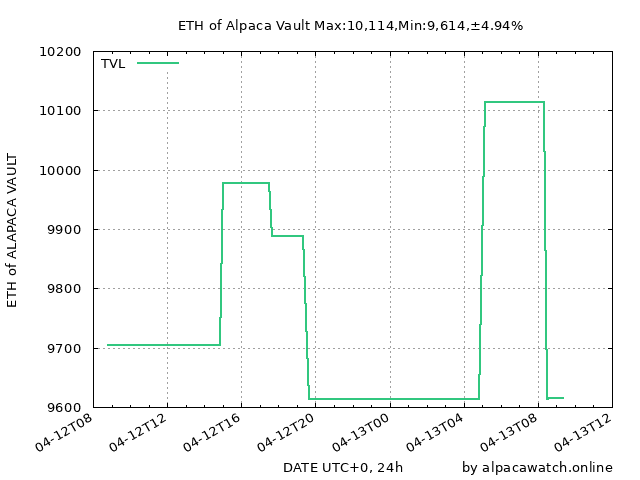 ETH of Alpaca Vault Max:10,114,Min:9,614,±4.94%
TVL
ETH of ALAPACA VAULT
10200
10100
10000
9900
9800
9700
9600
04-12T08
04-12T12
04-12T16
04-12T20
04-13T00
04-13T04
04-13T08
04-13T12
DATE UTC+0, 24h
by alpacawatch.online